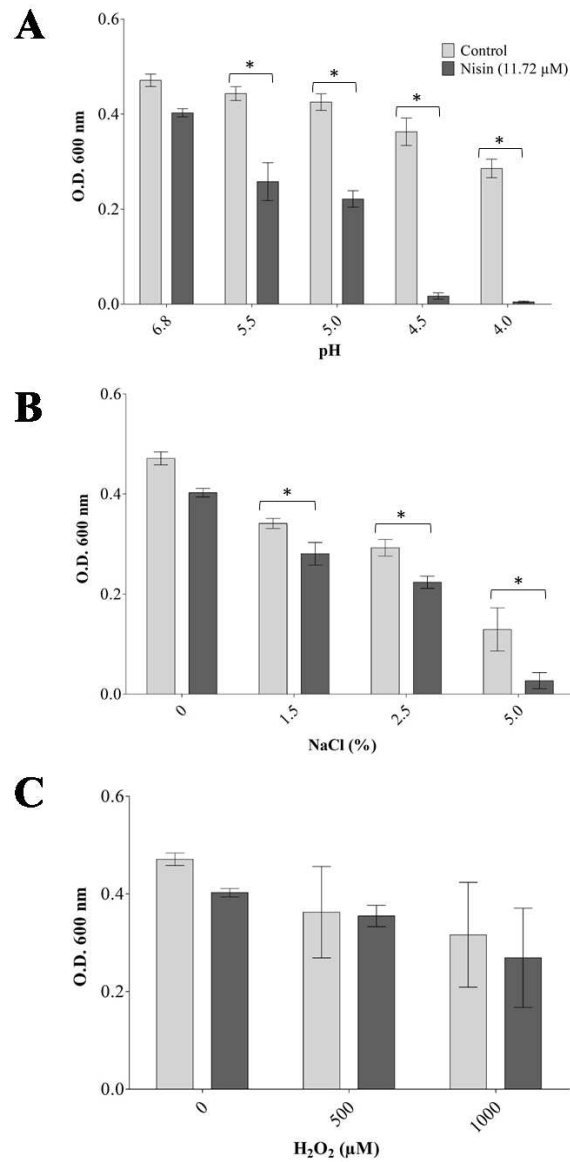 A
Control
Nisin (11.72 μM)
* * * *
O.D. 600 nm
0.6
0.4
0.2
0.0
6.8 5.5 5.0 4.5 4.0
pH
B
* * *
O.D. 600 nm
0.6
0.4
0.2
0.0
0 1.5 2.5 5.0
NaCl (%)
C
O.D. 600 nm
0.6
0.4
0.2
0.0
0 500 1000
H₂O₂ (μM)